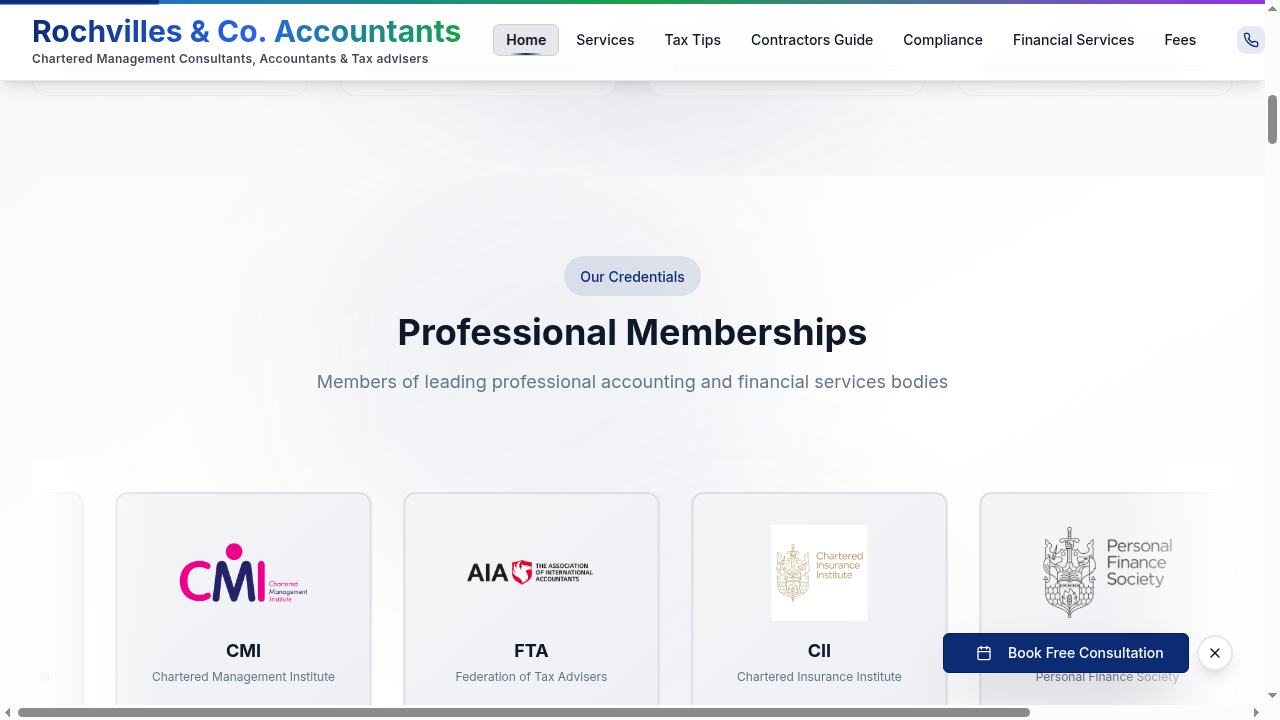 Rochvilles & Co. Accountants
Chartered Management Consultants, Accountants & Tax advisers
Home
Services
Tax Tips
Contractors Guide
Compliance
Financial Services
Fees
Our Credentials
Professional Memberships
Members of leading professional accounting and financial services bodies
CMI
Chartered
Management
Institute
AIA
THE ASSOCIATION
OF INTERNATIONAL
ACCOUNTANTS
Chartered
Insurance
Institute
Personal
Finance
Society
CMI
Chartered Management Institute
FTA
Federation of Tax Advisers
CII
Chartered Insurance Institute
Book Free Consultation
Personal Finance Society